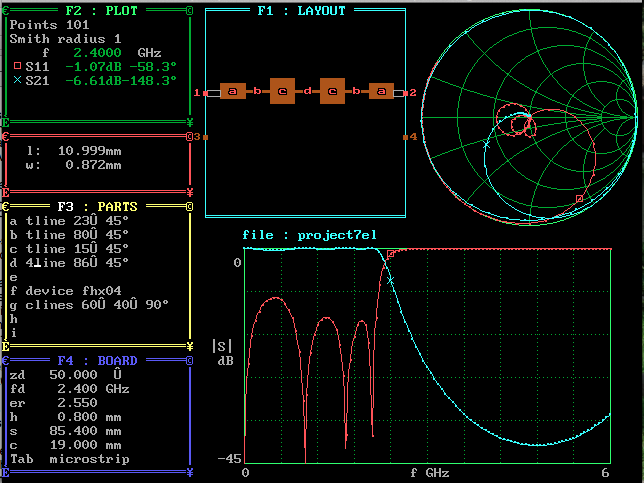 F2 : PLOT
Points 101
Smith radius 1
f 2.4000 GHz
S11 -1.07dB -58.3°
S21 -6.61dB-148.3°
l: 10.999mm
w: 0.872mm
F3 : PARTS
a tline 23Û 45°
b tline 80Û 45°
c tline 15Û 45°
d 4line 86Û 45°
e
f device fhx04
g clines 60Û 40Û 90°
h
i
F4 : BOARD
zd 50.000 Û
fd 2.400 GHz
er 2.550
h 0.800 mm
s 85.400 mm
c 19.000 mm
Tab microstrip
F1 : LAYOUT
1 a b c d c b a 2
3 4
file : project7el
0
|S|
dB
-45
0 f GHz 6